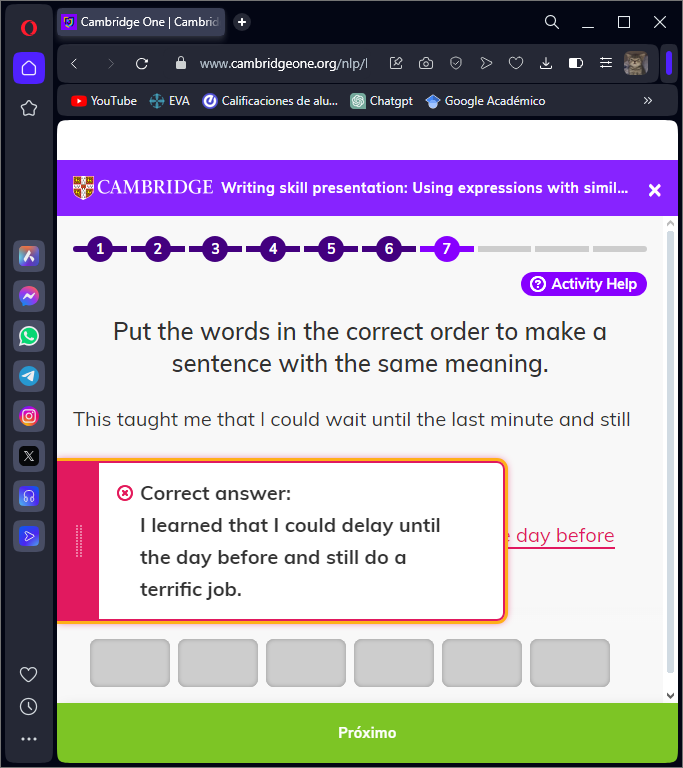 Cambridge One | Cambrid
www.cambridgeone.org/nlp/l
YouTube
EVA
Calificaciones de alu...
Chatgpt
Google Académico
CAMBRIDGE
Writing skill presentation: Using expressions with simil...
1 2 3 4 5 6 7
Activity Help
Put the words in the correct order to make a
sentence with the same meaning.
This taught me that I could wait until the last minute and still
Correct answer:
I learned that I could delay until
the day before and still do a
terrific job.
day before
Próximo